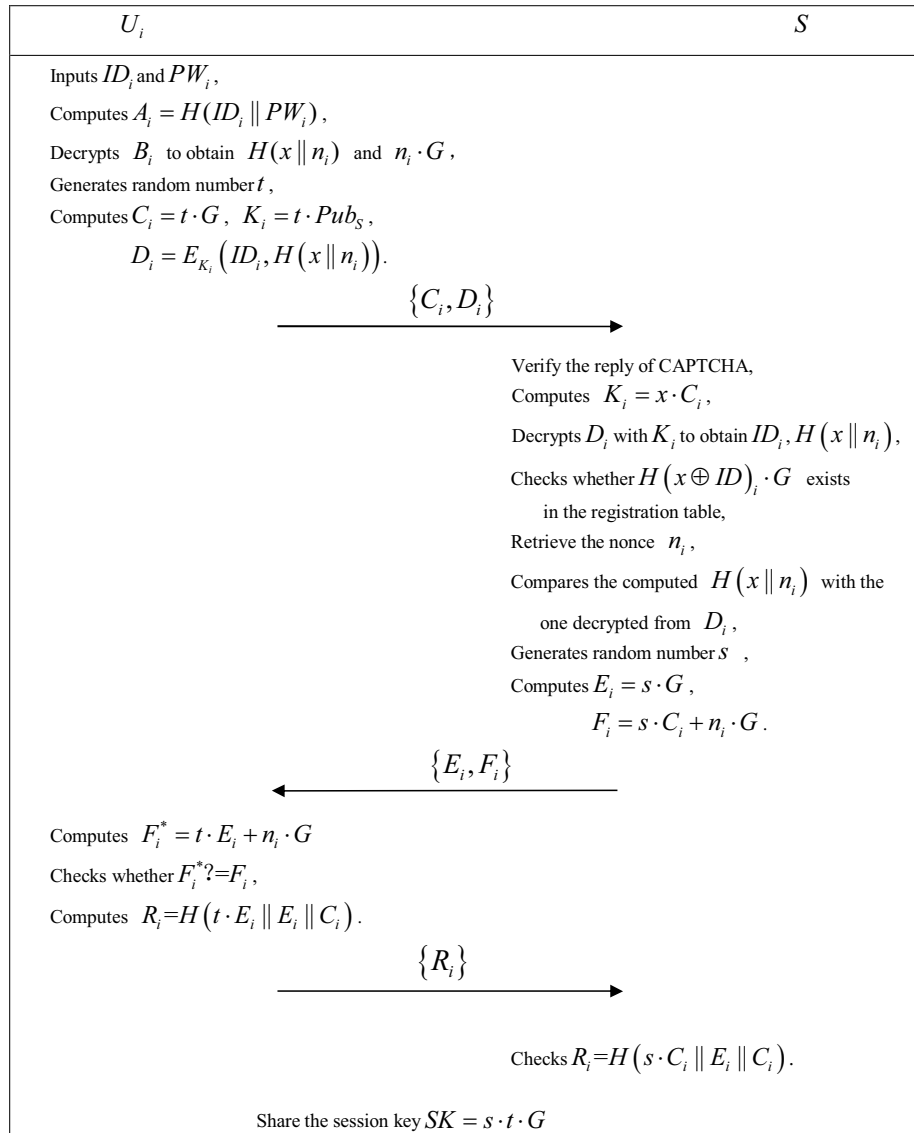 U_i S
Inputs ID_i and PW_i ,
Computes A_i = H(ID_i || PW_i) ,
Decrypts B_i to obtain H(x || n_i) and n_i · G ,
Generates random number t ,
Computes C_i = t · G , K_i = t · Pub_S ,
D_i = E_{K_i} (ID_i, H(x || n_i)).
{C_i, D_i}
Verify the reply of CAPTCHA,
Computes K_i = x · C_i ,
Decrypts D_i with K_i to obtain ID_i, H(x || n_i) ,
Checks whether H(x ⊕ ID)_i · G exists
in the registration table,
Retrieve the nonce n_i ,
Compares the computed H(x || n_i) with the
one decrypted from D_i ,
Generates random number s ,
Computes E_i = s · G ,
F_i = s · C_i + n_i · G .
{E_i, F_i}
Computes F_i^* = t · E_i + n_i · G
Checks whether F_i^*?=F_i ,
Computes R_i=H(t · E_i || E_i || C_i) .
{R_i}
Checks R_i=H(s · C_i || E_i || C_i) .
Share the session key SK = s · t · G